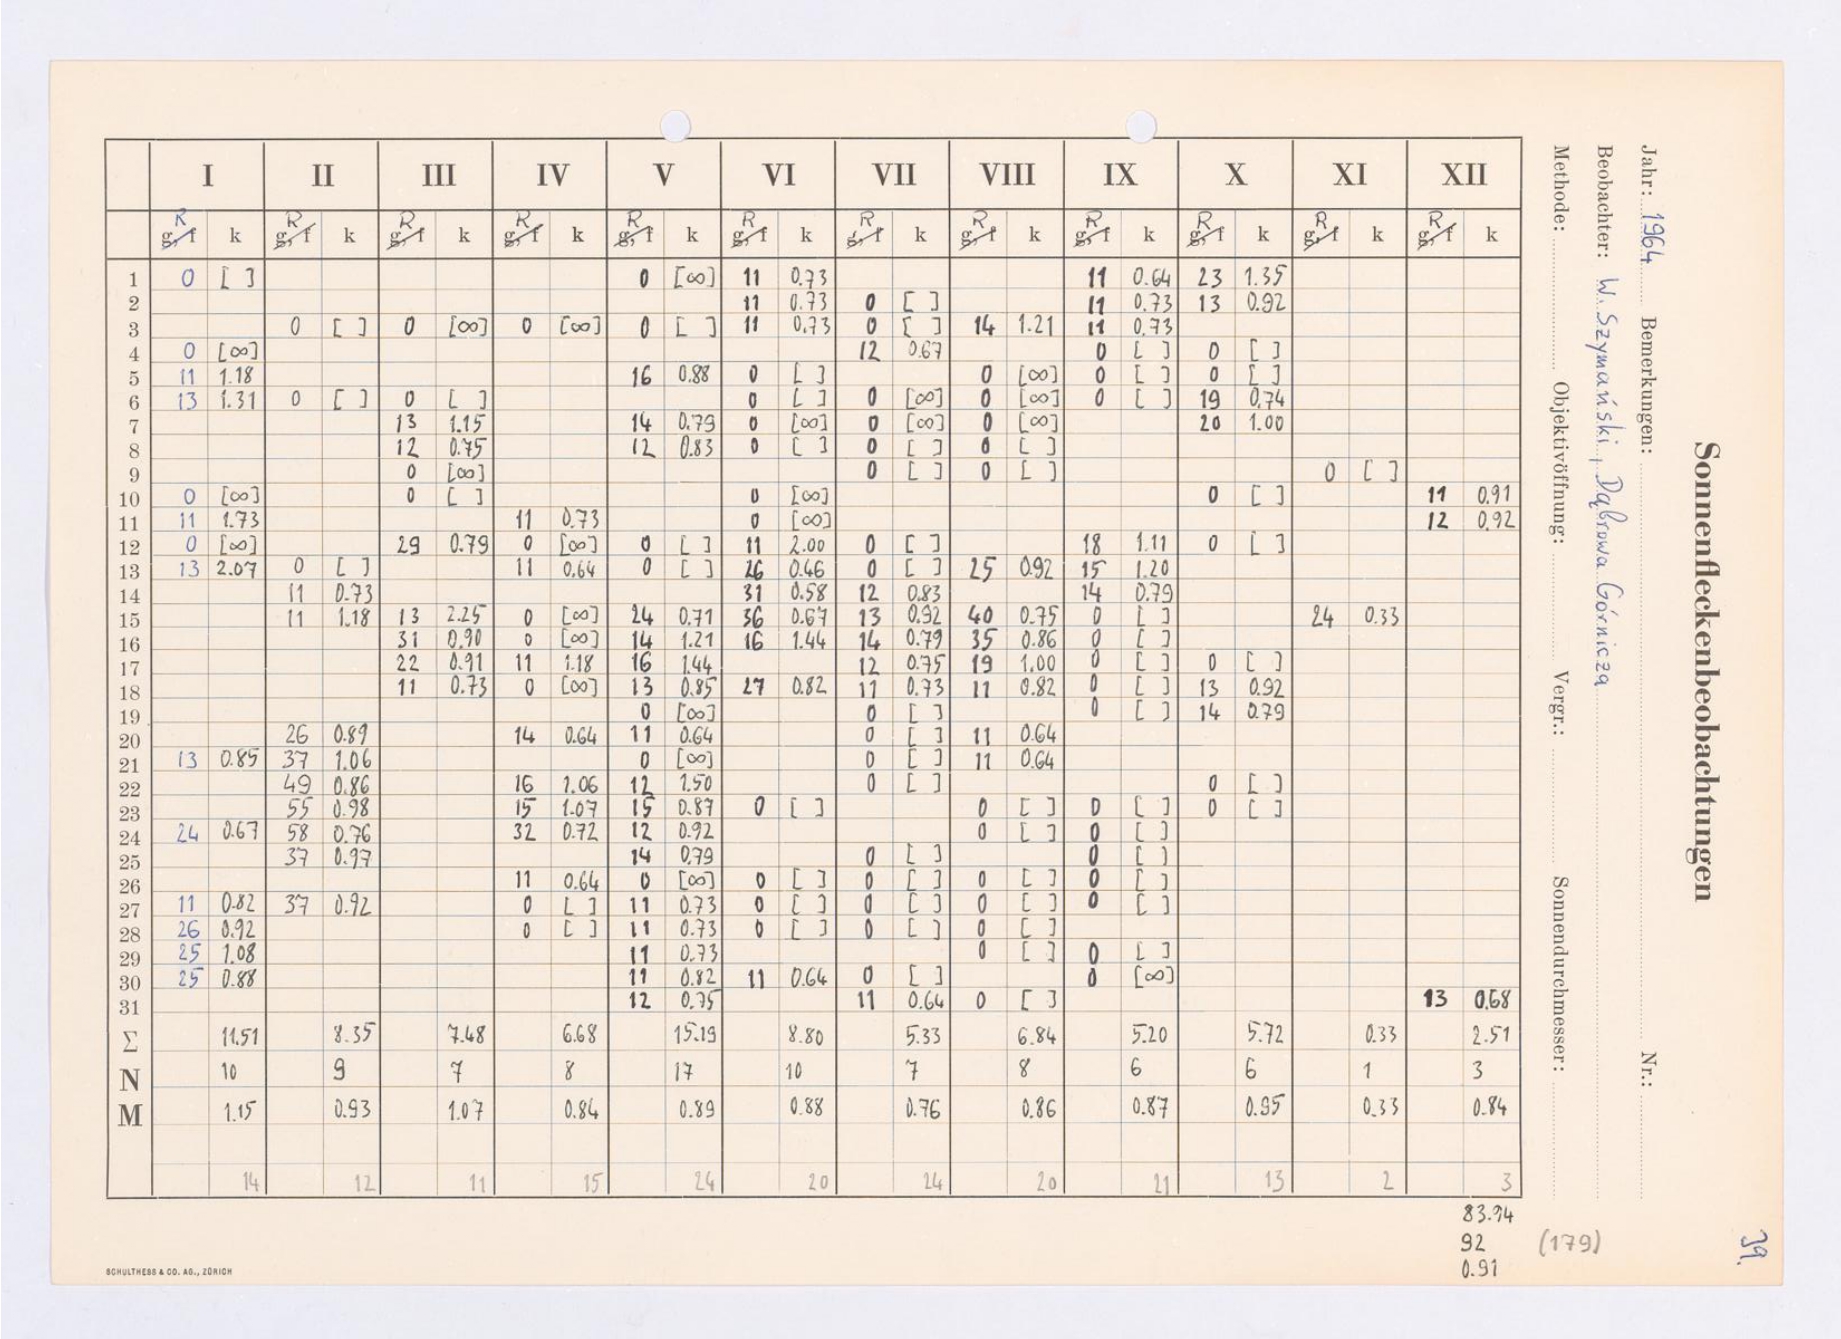 Sonnenfleckenbeobachtungen
Jahr: 1964 Bemerkungen: Nr.:
Beobachter: W. Szymański, Dąbrowa Górnicza
Methode: Objektivöffnung: Vergr.: Sonnendurchmesser:
39.
I II III IV V VI VII VIII IX X XI XII
R g, f k R g, f k R g, f k R g, f k R g, f k R g, f k R g, f k R g, f k R g, f k R g, f k R g, f k R g, f k
1 0 [ ] 0 [∞] 11 0.73 11 0.64 23 1.35
2 11 0.73 0 [ ] 11 0.73 13 0.92
3 0 [ ] 0 [∞] 0 [∞] 0 [ ] 11 0.73 0 [ ] 14 1.21 11 0.73
4 0 [∞] 12 0.67 0 [ ] 0 [ ]
5 11 1.18 16 0.88 0 [ ] 0 [∞] 0 [ ] 0 [ ]
6 13 1.31 0 [ ] 0 [ ] 0 [ ] 0 [∞] 0 [∞] 0 [ ] 19 0.74
7 13 1.15 14 0.79 0 [∞] 0 [∞] 0 [∞] 20 1.00
8 12 0.75 12 0.83 0 [ ] 0 [ ] 0 [ ]
9 0 [∞] 0 [ ] 0 [ ] 0 [ ]
10 0 [∞] 0 [ ] 0 [∞] 0 [ ] 11 0.91
11 11 1.73 11 0.73 0 [∞] 12 0.92
12 0 [∞] 29 0.79 0 [∞] 0 [ ] 11 2.00 0 [ ] 18 1.11 0 [ ]
13 13 2.07 0 [ ] 11 0.64 0 [ ] 26 0.46 0 [ ] 25 0.92 15 1.20
14 11 0.73 31 0.58 12 0.83 14 0.79
15 11 1.18 13 2.25 0 [∞] 24 0.71 36 0.67 13 0.92 40 0.75 0 [ ] 24 0.33
16 31 0.90 0 [∞] 14 1.21 16 1.44 14 0.79 35 0.86 0 [ ]
17 22 0.91 11 1.18 16 1.44 12 0.75 19 1.00 0 [ ] 0 [ ]
18 11 0.73 0 [∞] 13 0.85 27 0.82 11 0.73 11 0.82 0 [ ] 13 0.92
19 0 [∞] 0 [ ] 0 [ ] 14 0.79
20 26 0.89 14 0.64 11 0.64 0 [ ] 11 0.64
21 13 0.85 37 1.06 0 [∞] 0 [ ] 11 0.64
22 49 0.86 16 1.06 12 1.50 0 [ ] 0 [ ]
23 55 0.98 15 1.07 15 0.87 0 [ ] 0 [ ] 0 [ ] 0 [ ]
24 24 0.67 58 0.76 32 0.72 12 0.92 0 [ ] 0 [ ]
25 37 0.97 14 0.79 0 [ ] 0 [ ]
26 11 0.64 0 [∞] 0 [ ] 0 [ ] 0 [ ] 0 [ ]
27 11 0.82 37 0.92 0 [ ] 11 0.73 0 [ ] 0 [ ] 0 [ ] 0 [ ]
28 26 0.92 0 [ ] 11 0.73 0 [ ] 0 [ ] 0 [ ]
29 25 1.08 11 0.73 0 [ ] 0 [ ]
30 25 0.88 11 0.82 11 0.64 0 [ ] 0 [∞]
31 12 0.75 11 0.64 0 [ ] 13 0.68
Σ 11.51 8.35 7.48 6.68 15.19 8.80 5.33 6.84 5.20 5.72 0.33 2.51
N 10 9 7 8 17 10 7 8 6 6 1 3
M 1.15 0.93 1.07 0.84 0.89 0.88 0.76 0.86 0.87 0.95 0.33 0.84
14 12 11 15 24 20 24 20 21 13 2 3
83.94
92 (179)
0.91
SCHULTHESS & CO. AG., ZÜRICH